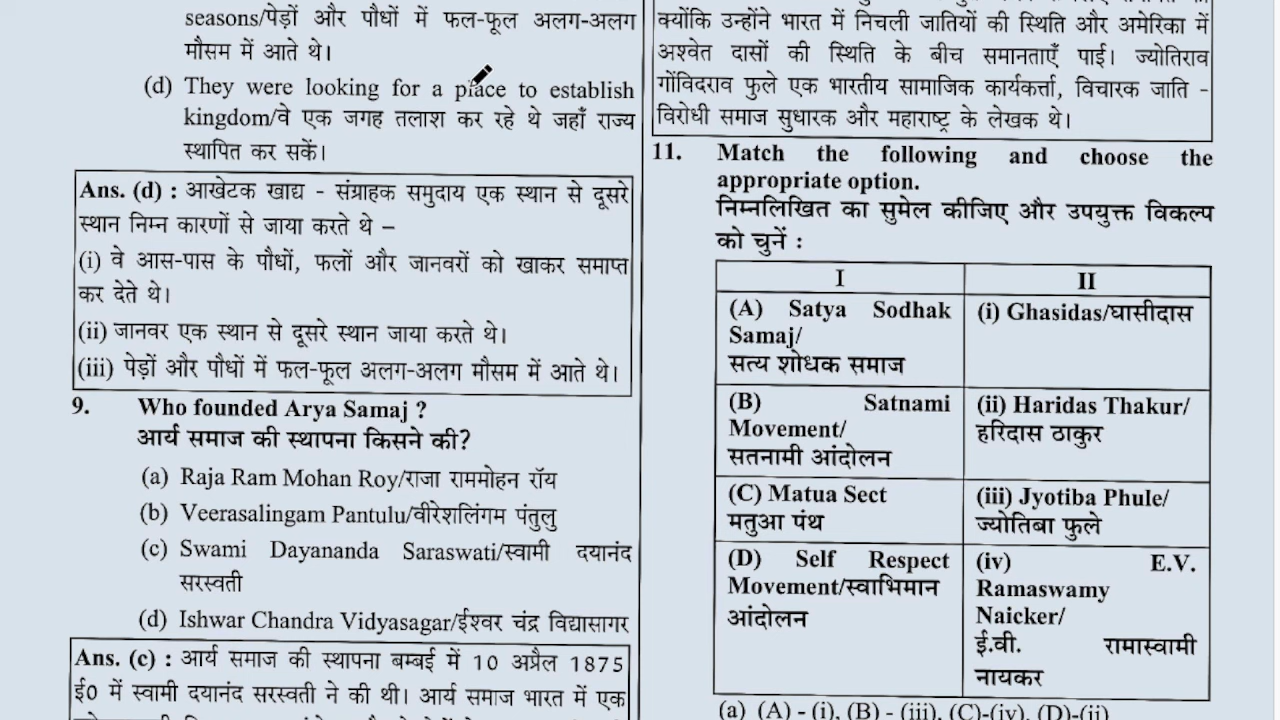 seasons/पेड़ों और पौधों में फल-फूल अलग-अलग
मौसम में आते थे।
(d) They were looking for a place to establish
kingdom/वे एक जगह तलाश कर रहे थे जहाँ राज्य
स्थापित कर सकें।
Ans. (d) : आखेटक खाद्य - संग्राहक समुदाय एक स्थान से दूसरे
स्थान निम्न कारणों से जाया करते थे –
(i) वे आस-पास के पौधों, फलों और जानवरों को खाकर समाप्त
कर देते थे।
(ii) जानवर एक स्थान से दूसरे स्थान जाया करते थे।
(iii) पेड़ों और पौधों में फल-फूल अलग-अलग मौसम में आते थे।
9. Who founded Arya Samaj ?
आर्य समाज की स्थापना किसने की?
(a) Raja Ram Mohan Roy/राजा राममोहन रॉय
(b) Veerasalingam Pantulu/वीरेशलिंगम पंतुलु
(c) Swami Dayananda Saraswati/स्वामी दयानंद
सरस्वती
(d) Ishwar Chandra Vidyasagar/ईश्वर चंद्र विद्यासागर
Ans. (c) : आर्य समाज की स्थापना बम्बई में 10 अप्रैल 1875
ई0 में स्वामी दयानंद सरस्वती ने की थी। आर्य समाज भारत में एक
क्योंकि उन्होंने भारत में निचली जातियों की स्थिति और अमेरिका में
अश्वेत दासों की स्थिति के बीच समानताएँ पाई। ज्योतिराव
गोंविदराव फुले एक भारतीय सामाजिक कार्यकर्त्ता, विचारक जाति -
विरोधी समाज सुधारक और महाराष्ट्र के लेखक थे।
11. Match the following and choose the
appropriate option.
निम्नलिखित का सुमेल कीजिए और उपयुक्त विकल्प
को चुनें :
I II
(A) Satya Sodhak (i) Ghasidas/घासीदास
Samaj/
सत्य शोधक समाज
(B) Satnami (ii) Haridas Thakur/
Movement/ हरिदास ठाकुर
सतनामी आंदोलन
(C) Matua Sect (iii) Jyotiba Phule/
मतुआ पंथ ज्योतिबा फुले
(D) Self Respect (iv) E.V.
Movement/स्वाभिमान Ramaswamy
आंदोलन Naicker/
ई.वी. रामास्वामी
नायकर
(a) (A) - (i), (B) - (iii), (C)-(iv), (D)-(ii)